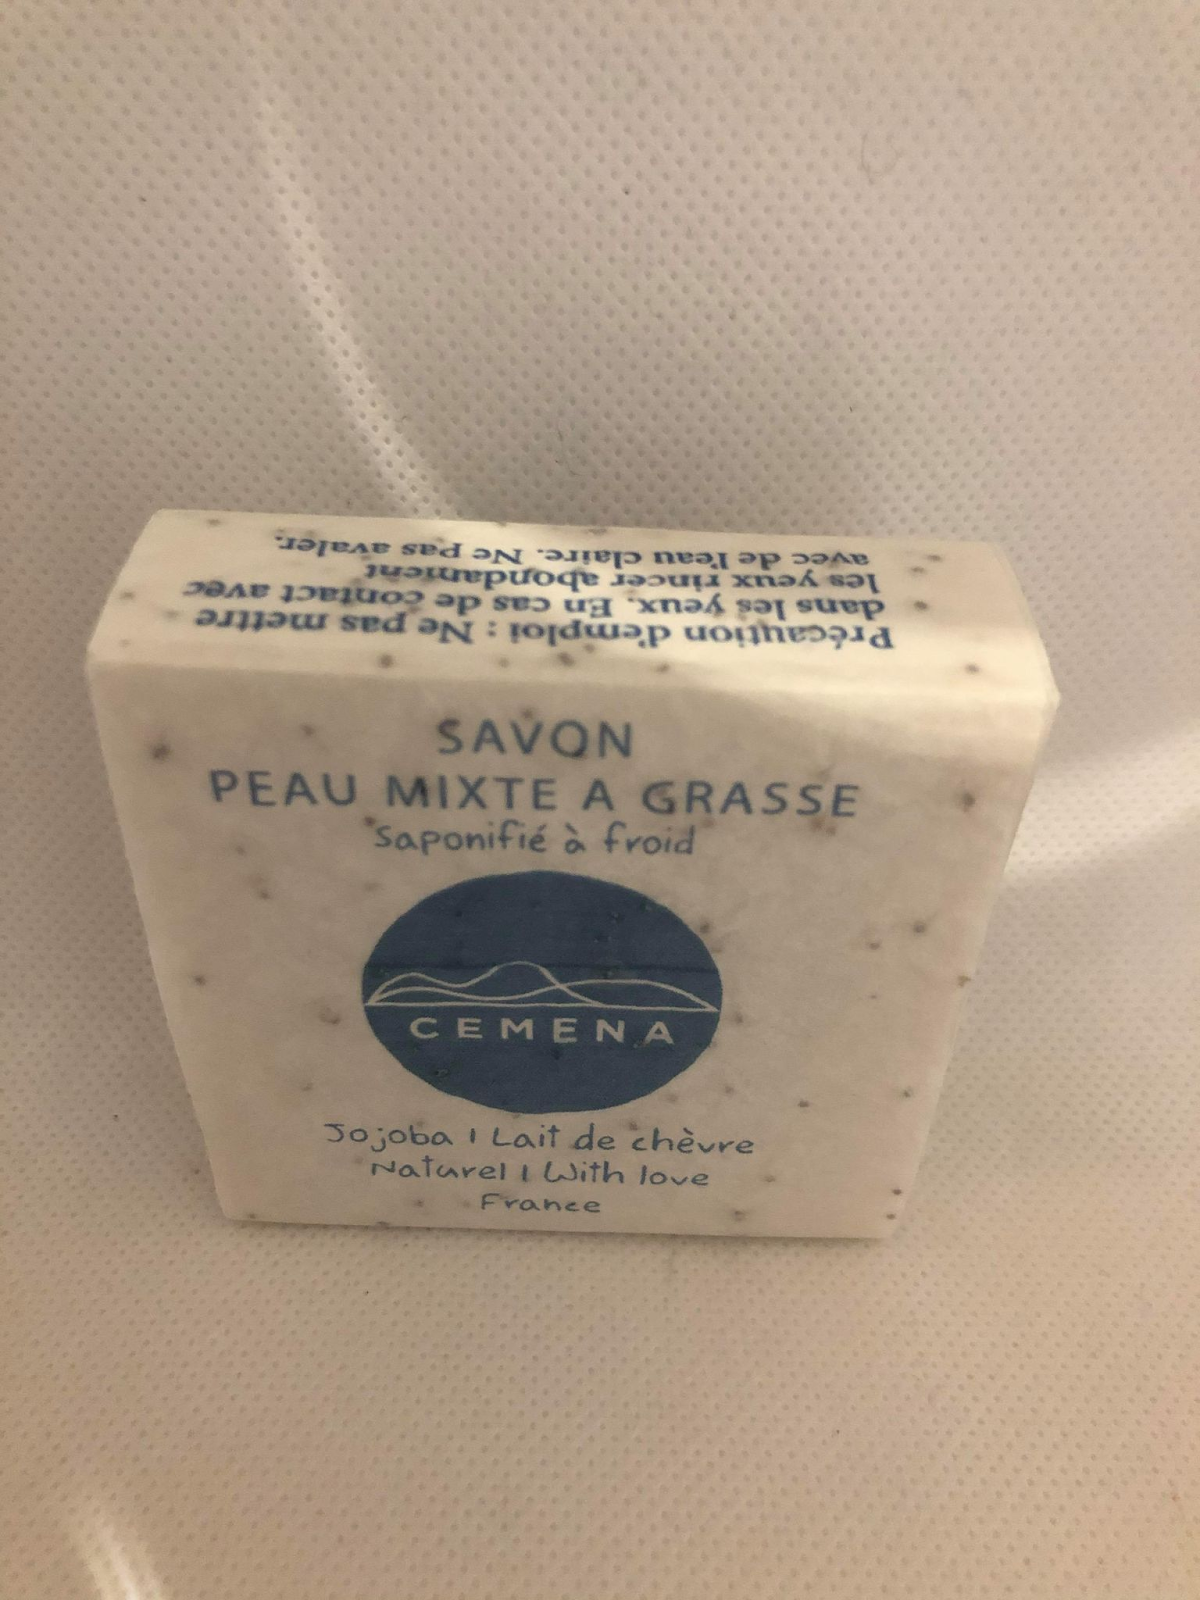 Précaution d'emploi : Ne pas mettre
dans les yeux. En cas de contact avec
les yeux rincer abondament
avec de l'eau claire. Ne pas avaler.
SAVON
PEAU MIXTE A GRASSE
Saponifié à froid
CEMENA
Jojoba | Lait de chèvre
Naturel | With love
France